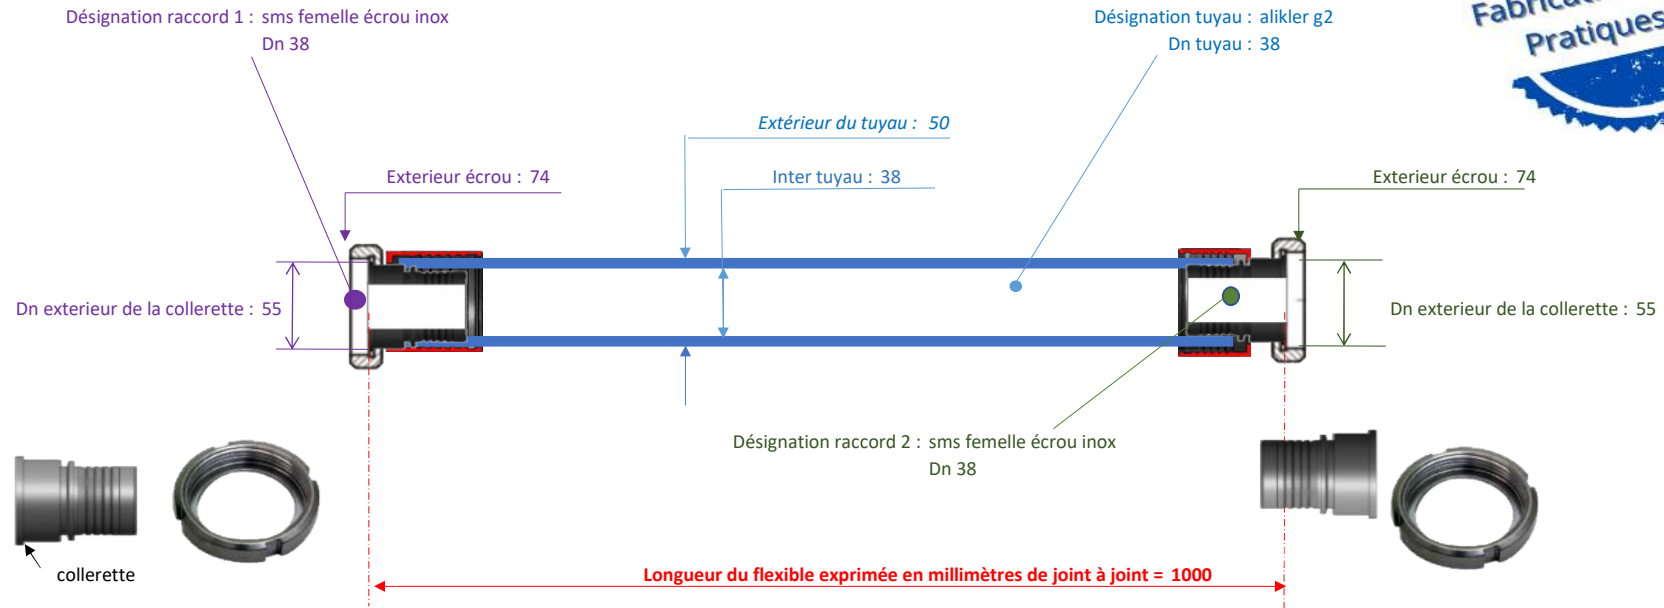 Désignation raccord 1 : sms femelle écrou inox
Dn 38
Désignation tuyau : alikler g2
Dn tuyau : 38
Pratiques
Extérieur du tuyau : 50
Exterieur écrou : 74
Inter tuyau : 38
Exterieur écrou : 74
Dn exterieur de la collerette : 55
Dn exterieur de la collerette : 55
Désignation raccord 2 : sms femelle écrou inox
Dn 38
collerette
Longueur du flexible exprimée en millimètres de joint à joint = 1000